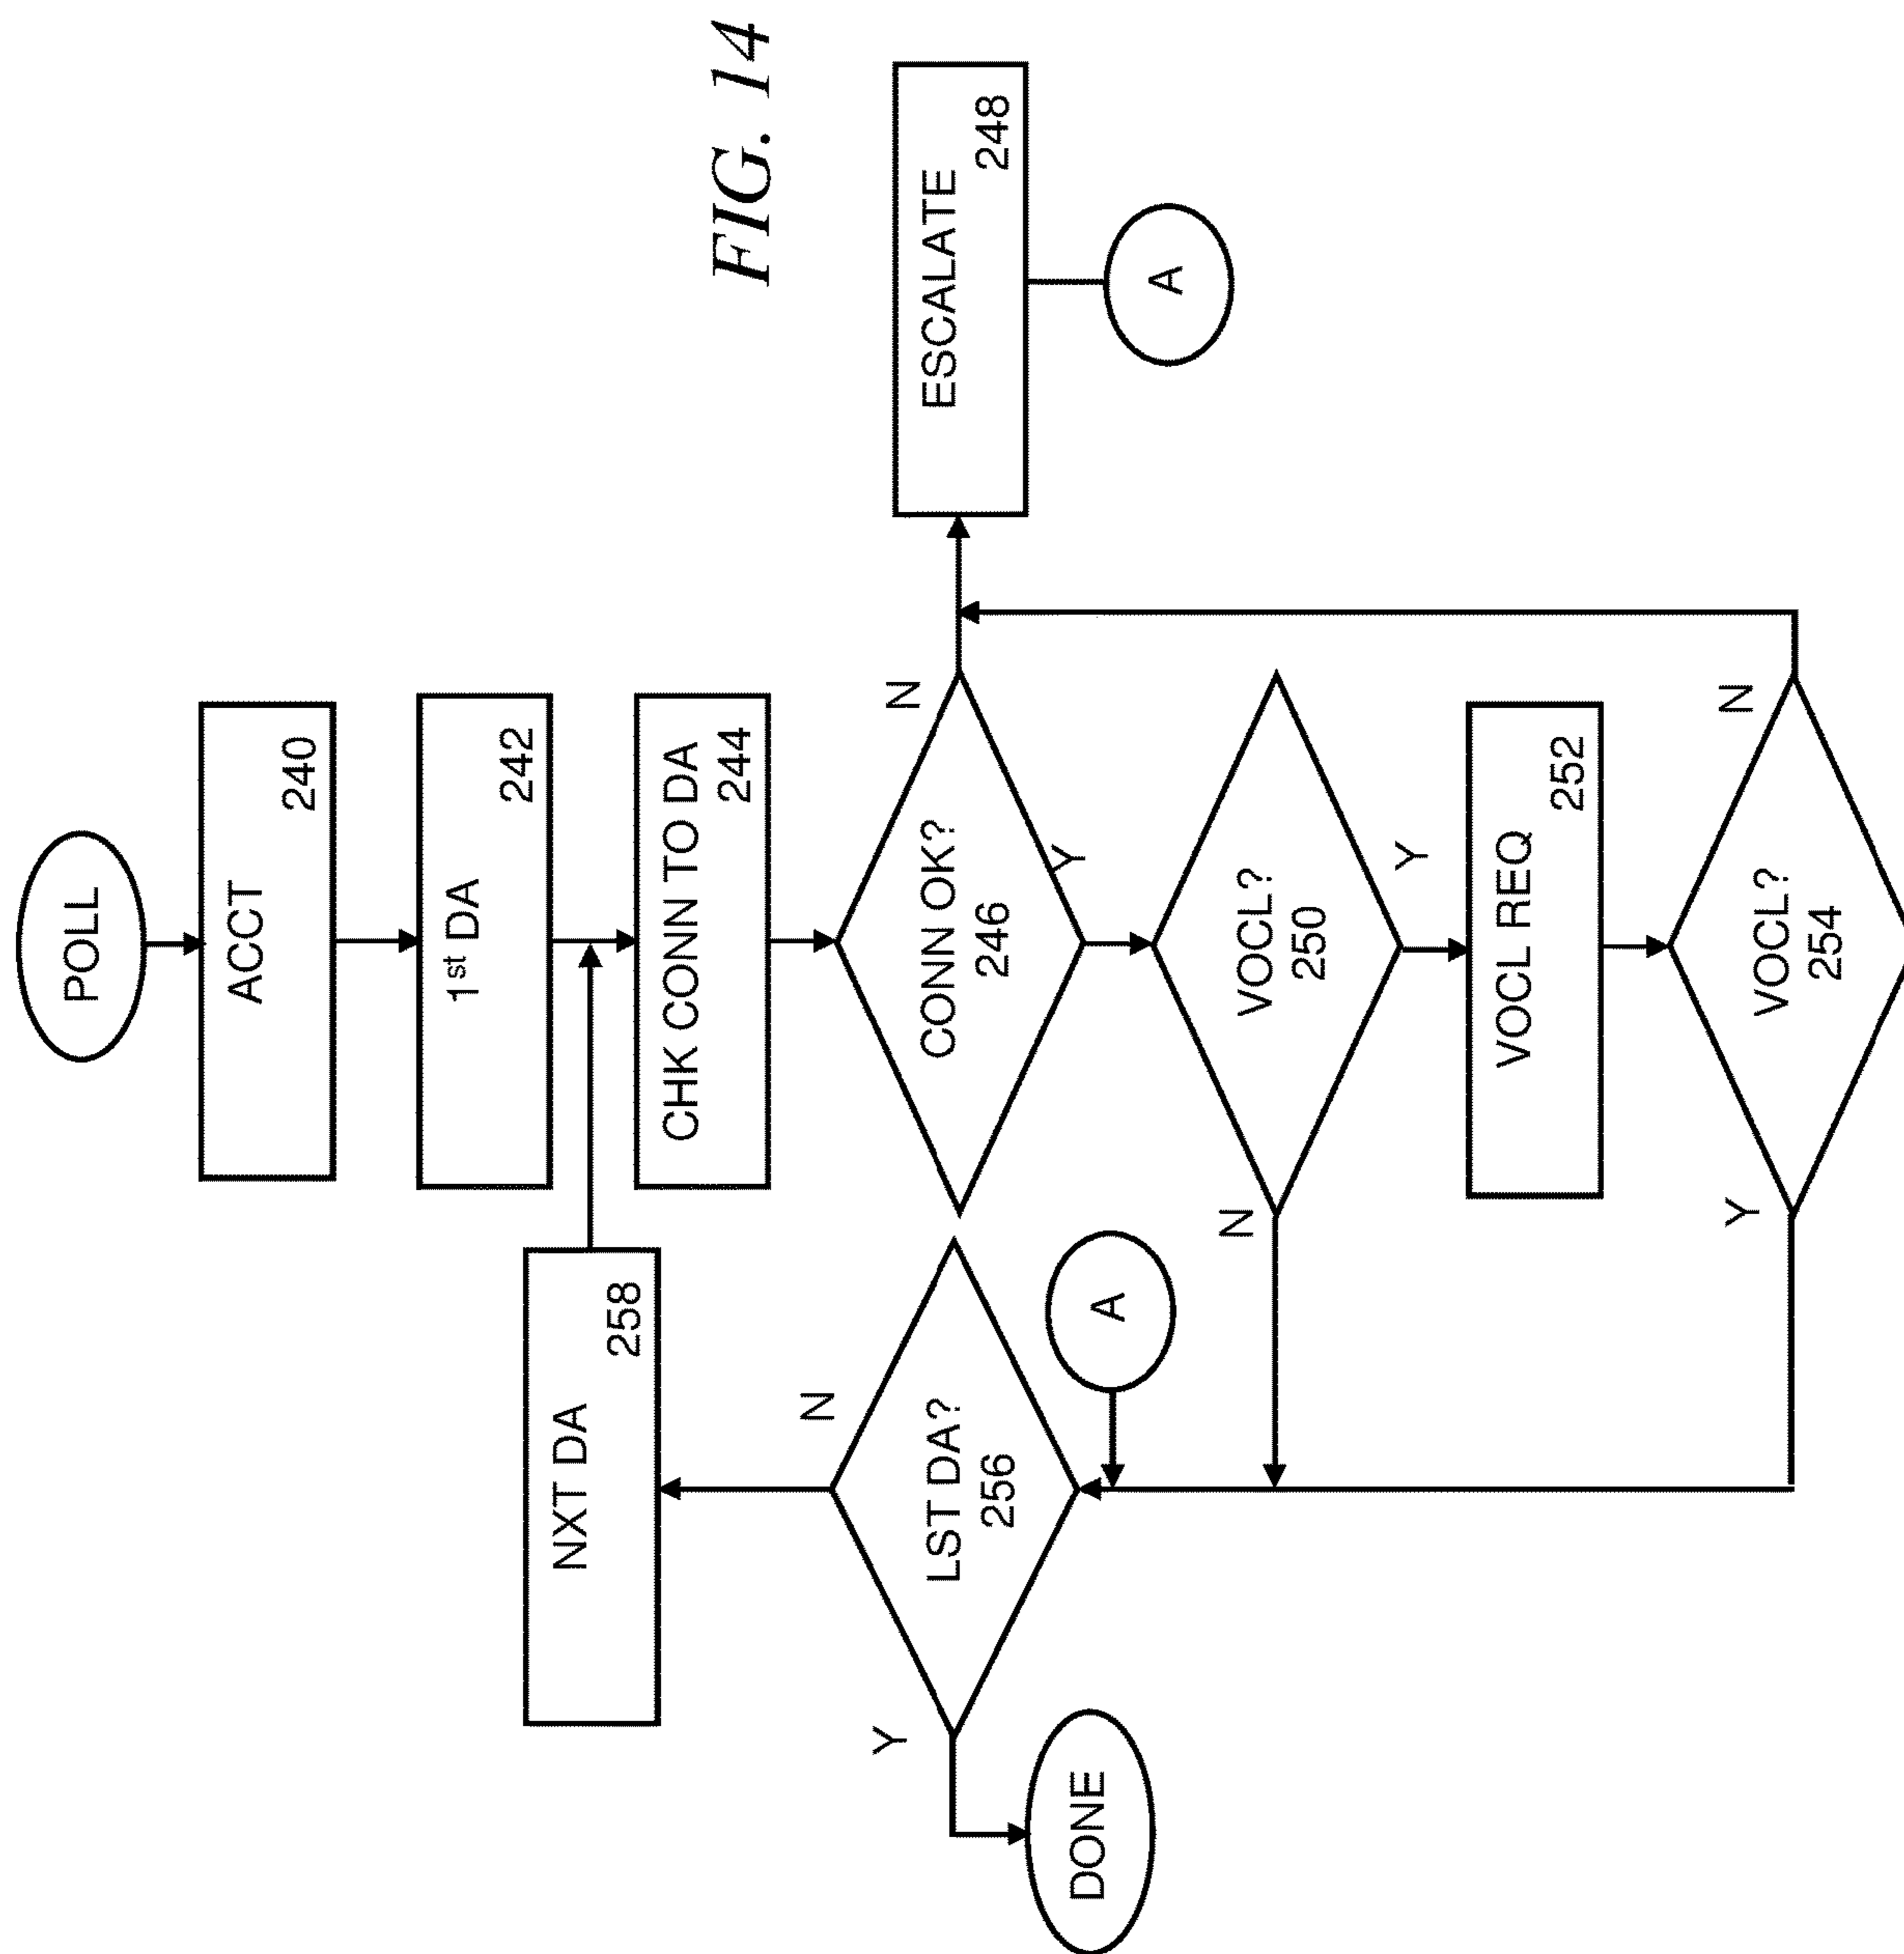 FIG. 14
POLL
ACCT
240
1st DA
242
CHK CONN TO DA
244
CONN OK?
246
N
Y
ESCALATE
248
A
VOCL?
250
N
Y
VOCL REQ
252
VOCL?
254
Y
N
A
LST DA?
256
N
Y
NXT DA
258
DONE